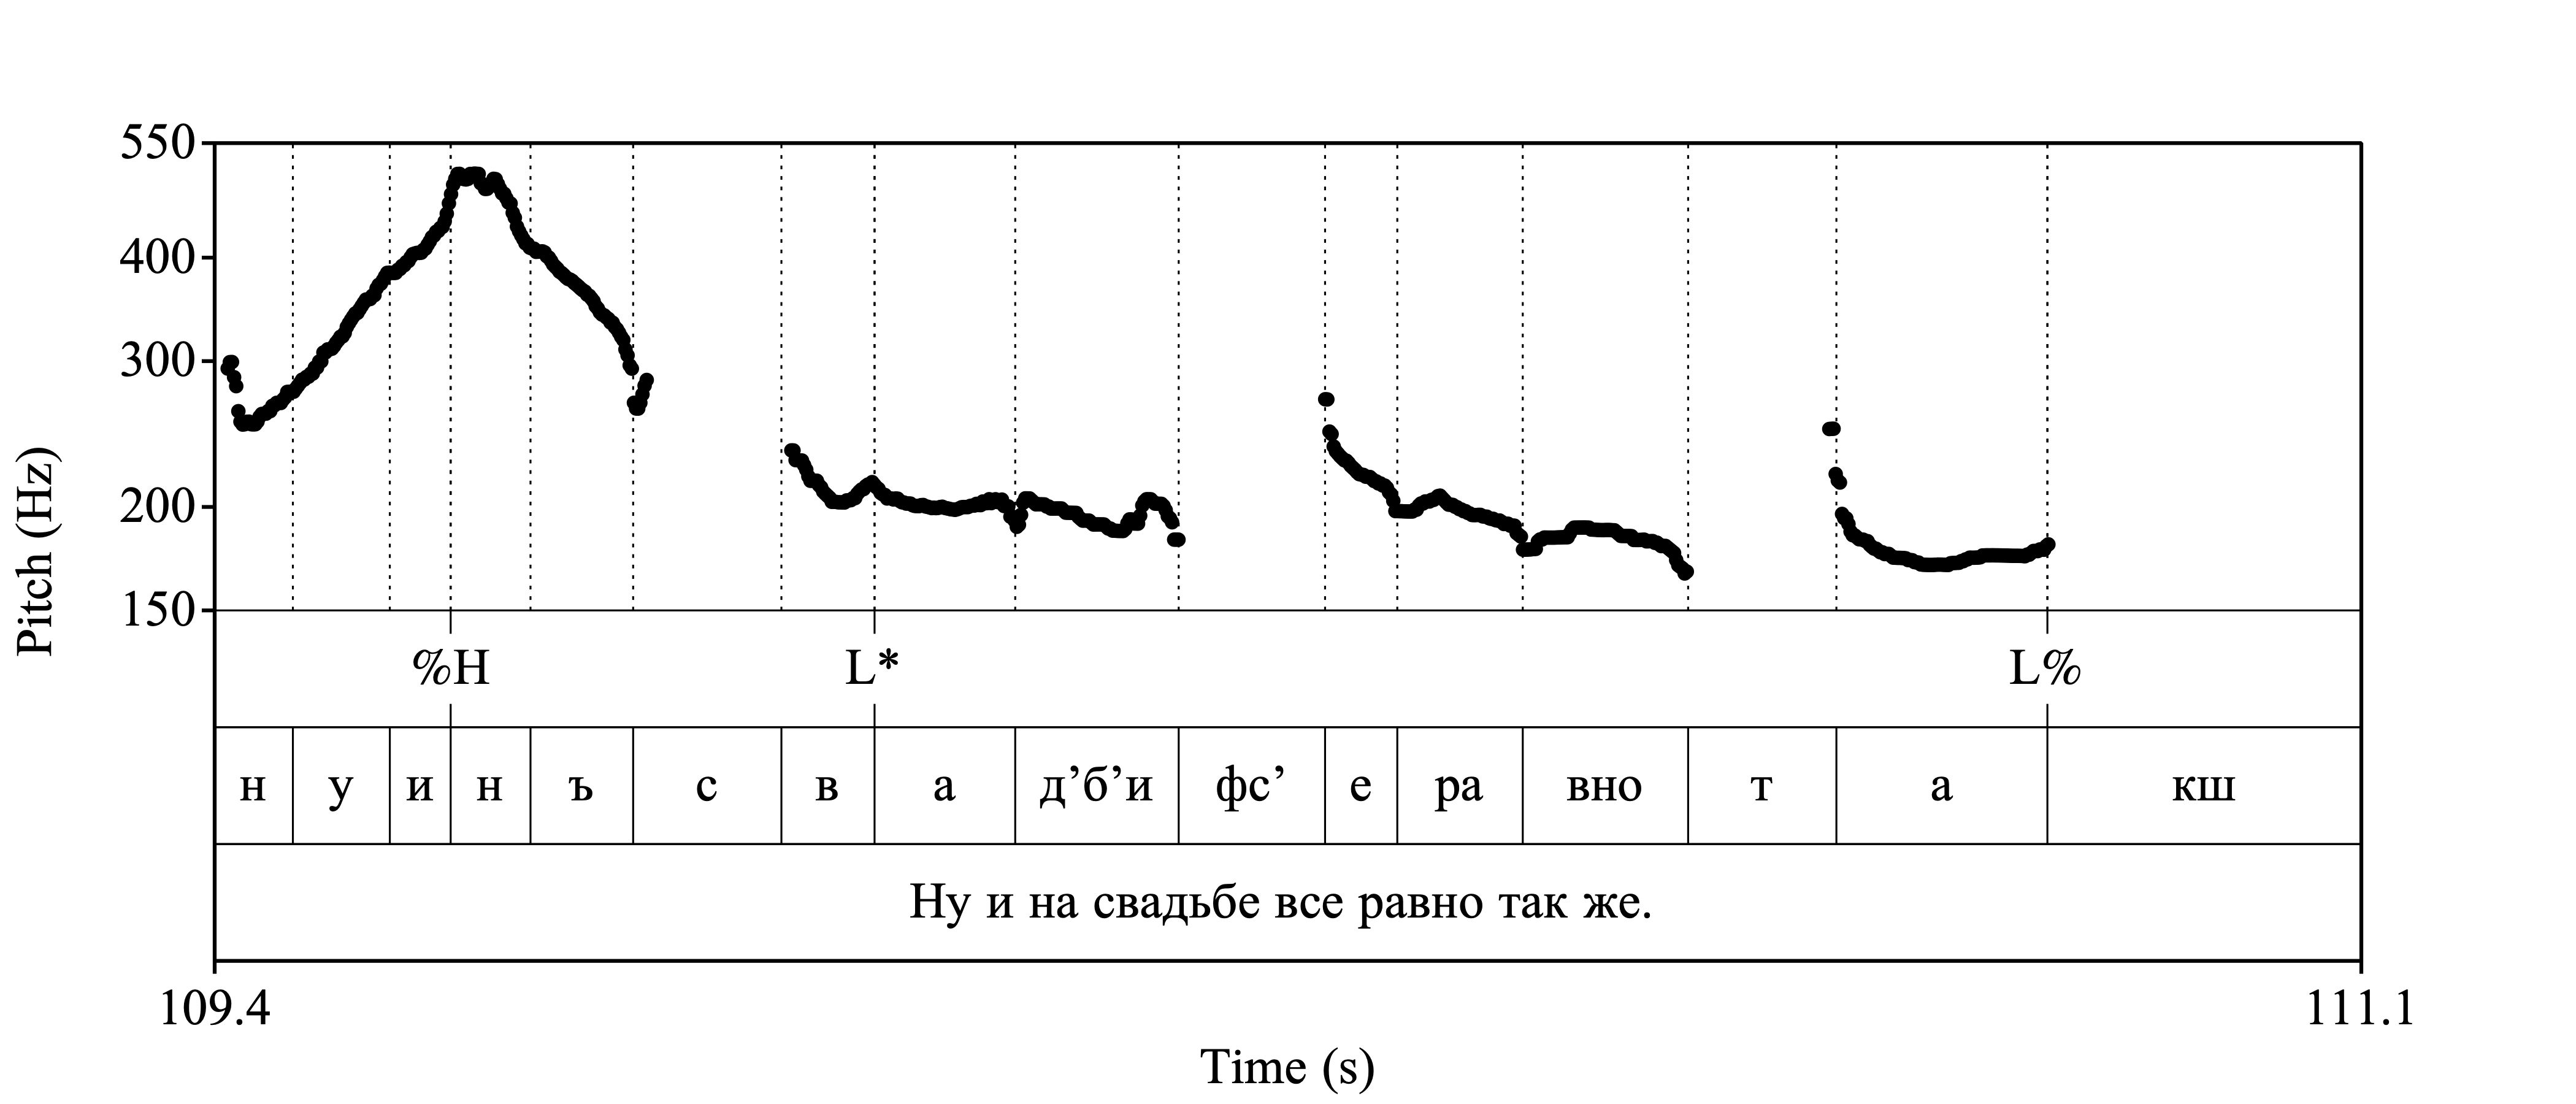 550
400
300
200
150
Pitch (Hz)
%H L* L%
н у и н ъ с в а д’б’и фс’ е ра вно т а кш
Ну и на свадьбе все равно так же.
109.4 111.1
Time (s)